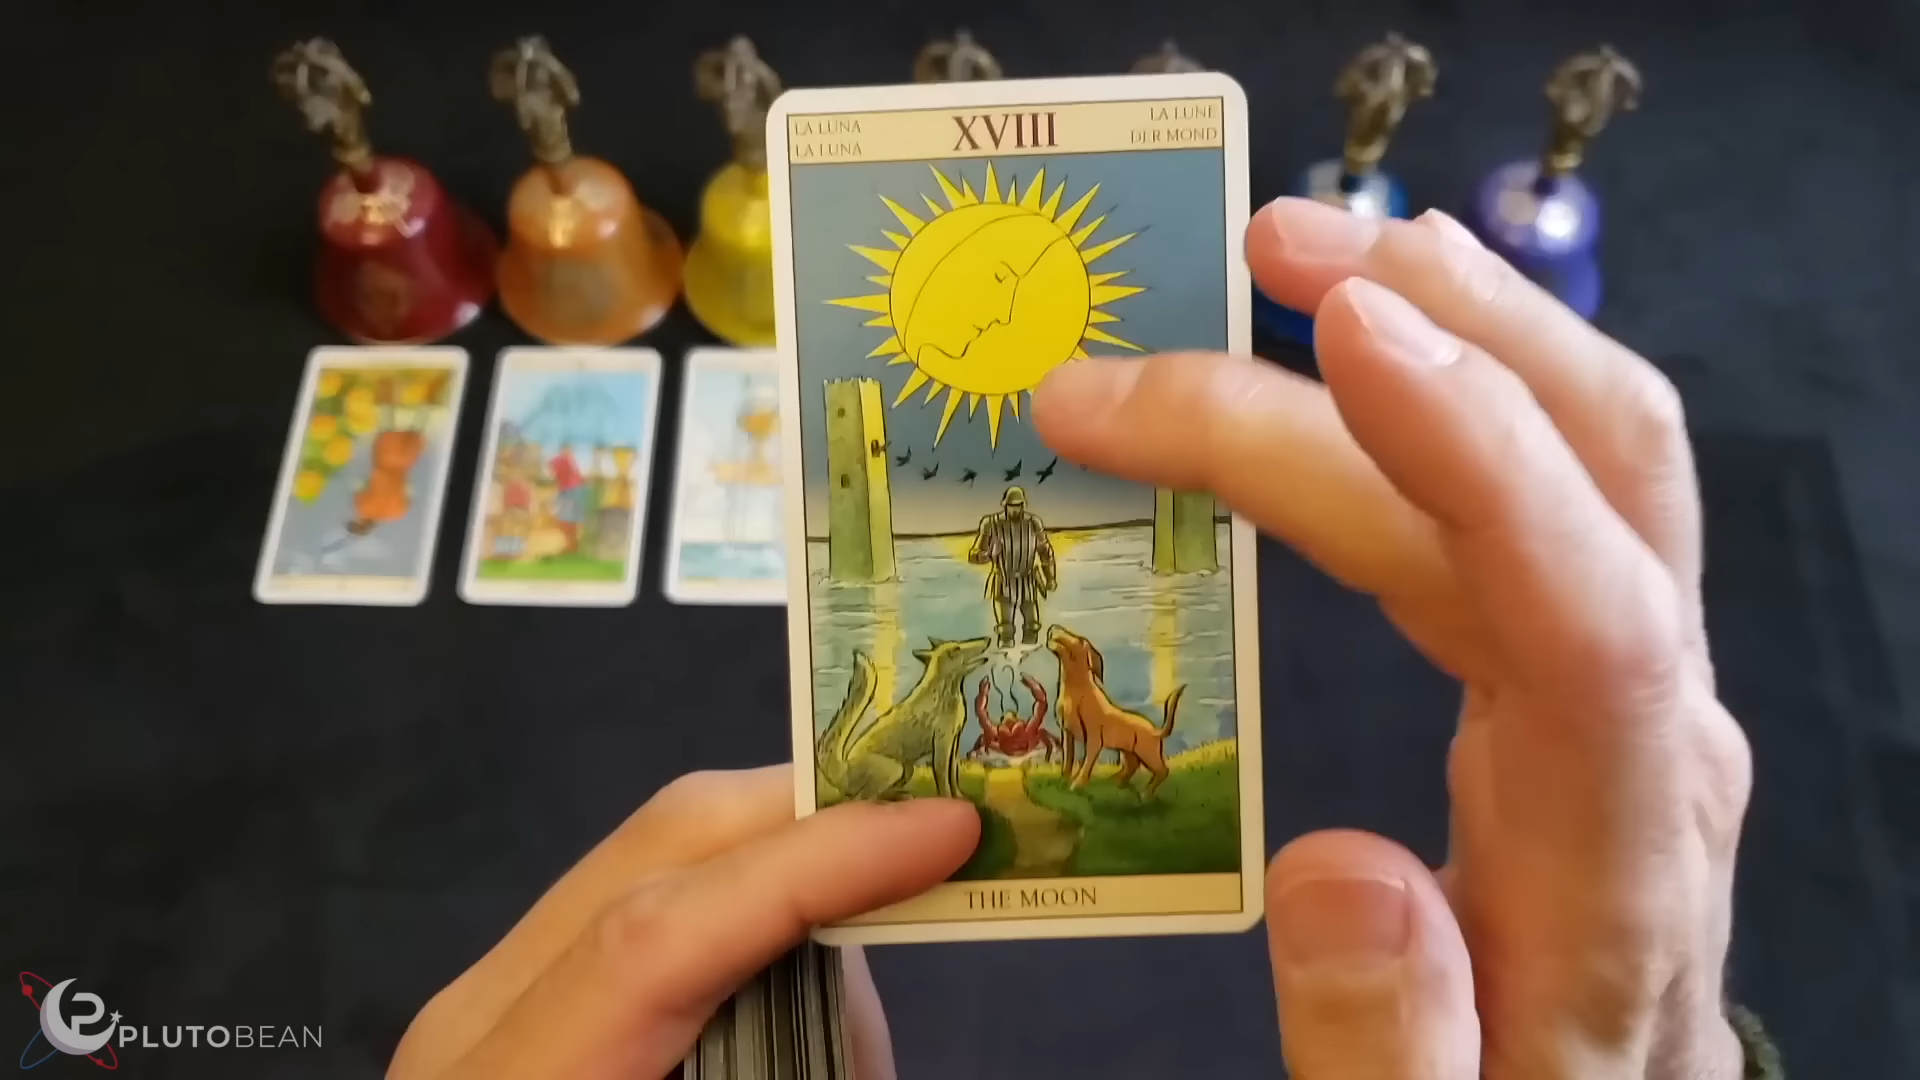 LA LUNA
LA LUNA
XVIII
LA LUNE
DER MOND
THE MOON
PLUTOBEAN